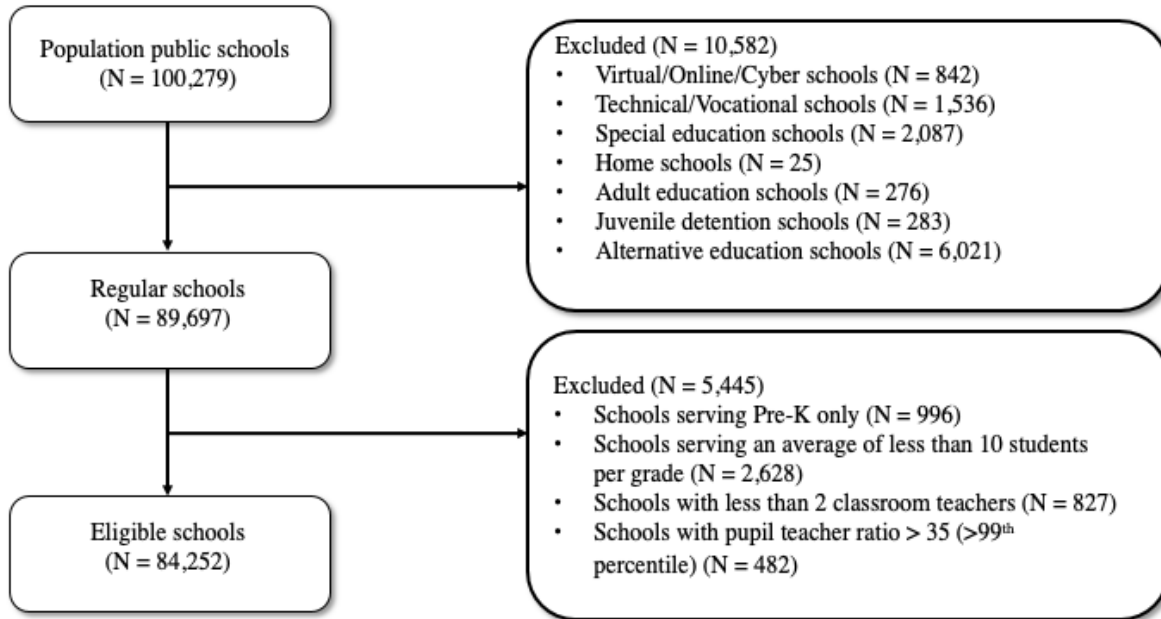 Population public schools
(N = 100,279)
Excluded (N = 10,582)
• Virtual/Online/Cyber schools (N = 842)
• Technical/Vocational schools (N = 1,536)
• Special education schools (N = 2,087)
• Home schools (N = 25)
• Adult education schools (N = 276)
• Juvenile detention schools (N = 283)
• Alternative education schools (N = 6,021)
Regular schools
(N = 89,697)
Excluded (N = 5,445)
• Schools serving Pre-K only (N = 996)
• Schools serving an average of less than 10 students
per grade (N = 2,628)
• Schools with less than 2 classroom teachers (N = 827)
• Schools with pupil teacher ratio > 35 (>99th
percentile) (N = 482)
Eligible schools
(N = 84,252)